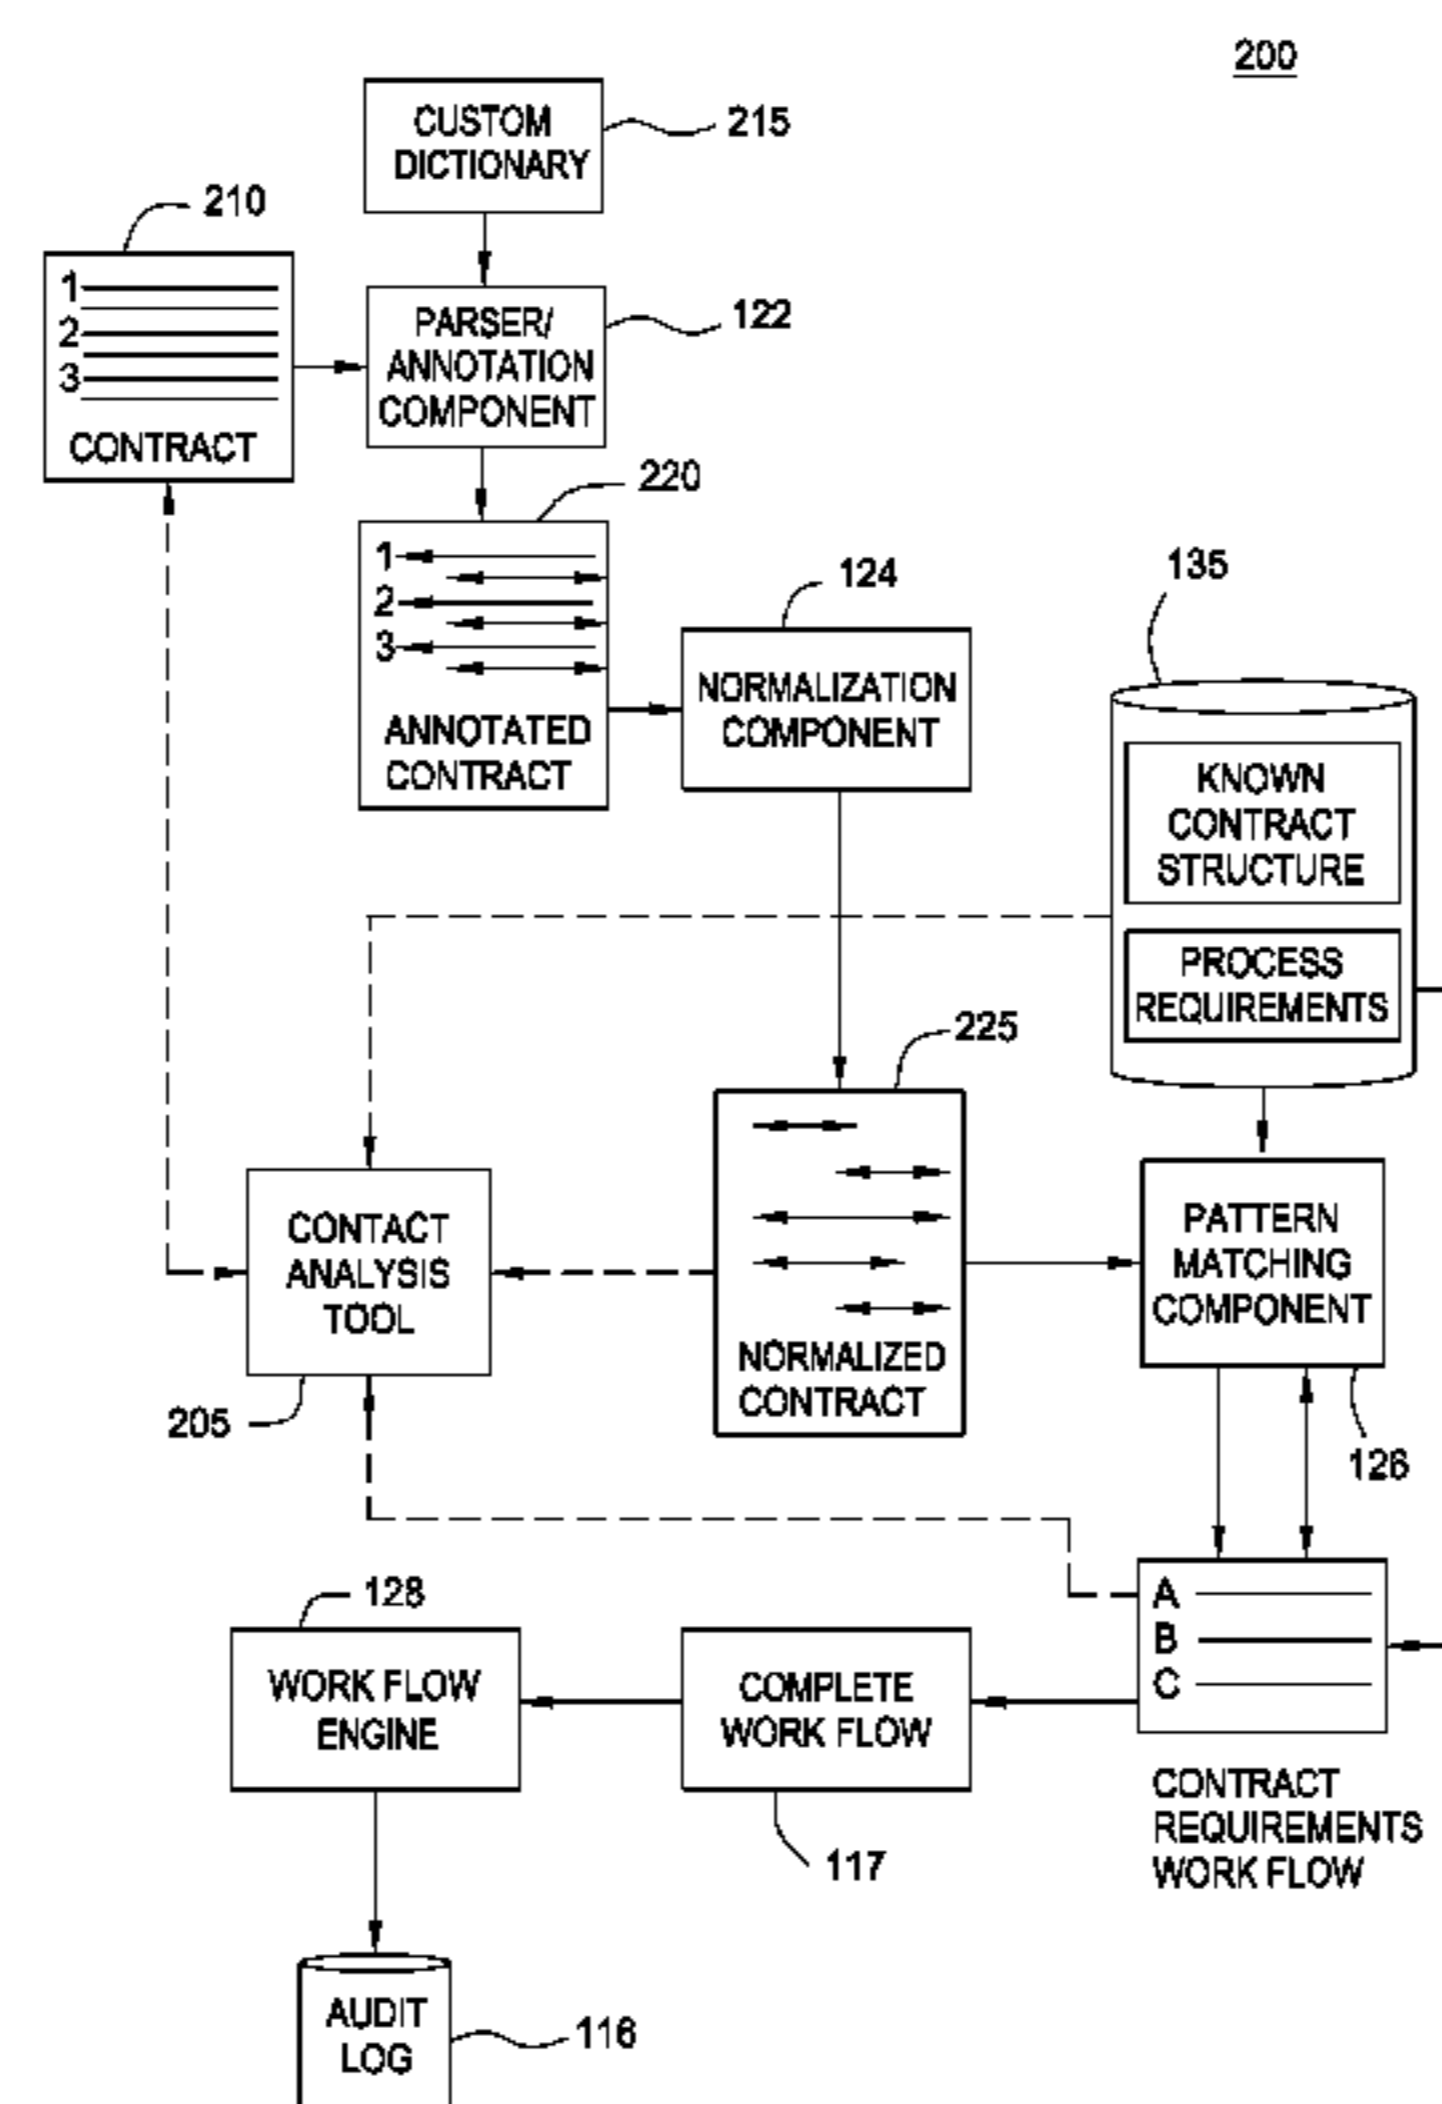 200
CUSTOM
DICTIONARY
215
210
1
2
3
CONTRACT
PARSER/
ANNOTATION
COMPONENT
122
220
1
2
3
ANNOTATED
CONTRACT
124
NORMALIZATION
COMPONENT
135
KNOWN
CONTRACT
STRUCTURE
PROCESS
REQUIREMENTS
225
NORMALIZED
CONTRACT
CONTACT
ANALYSIS
TOOL
205
PATTERN
MATCHING
COMPONENT
126
A
B
C
CONTRACT
REQUIREMENTS
WORK FLOW
128
WORK FLOW
ENGINE
COMPLETE
WORK FLOW
117
AUDIT
LOG
116